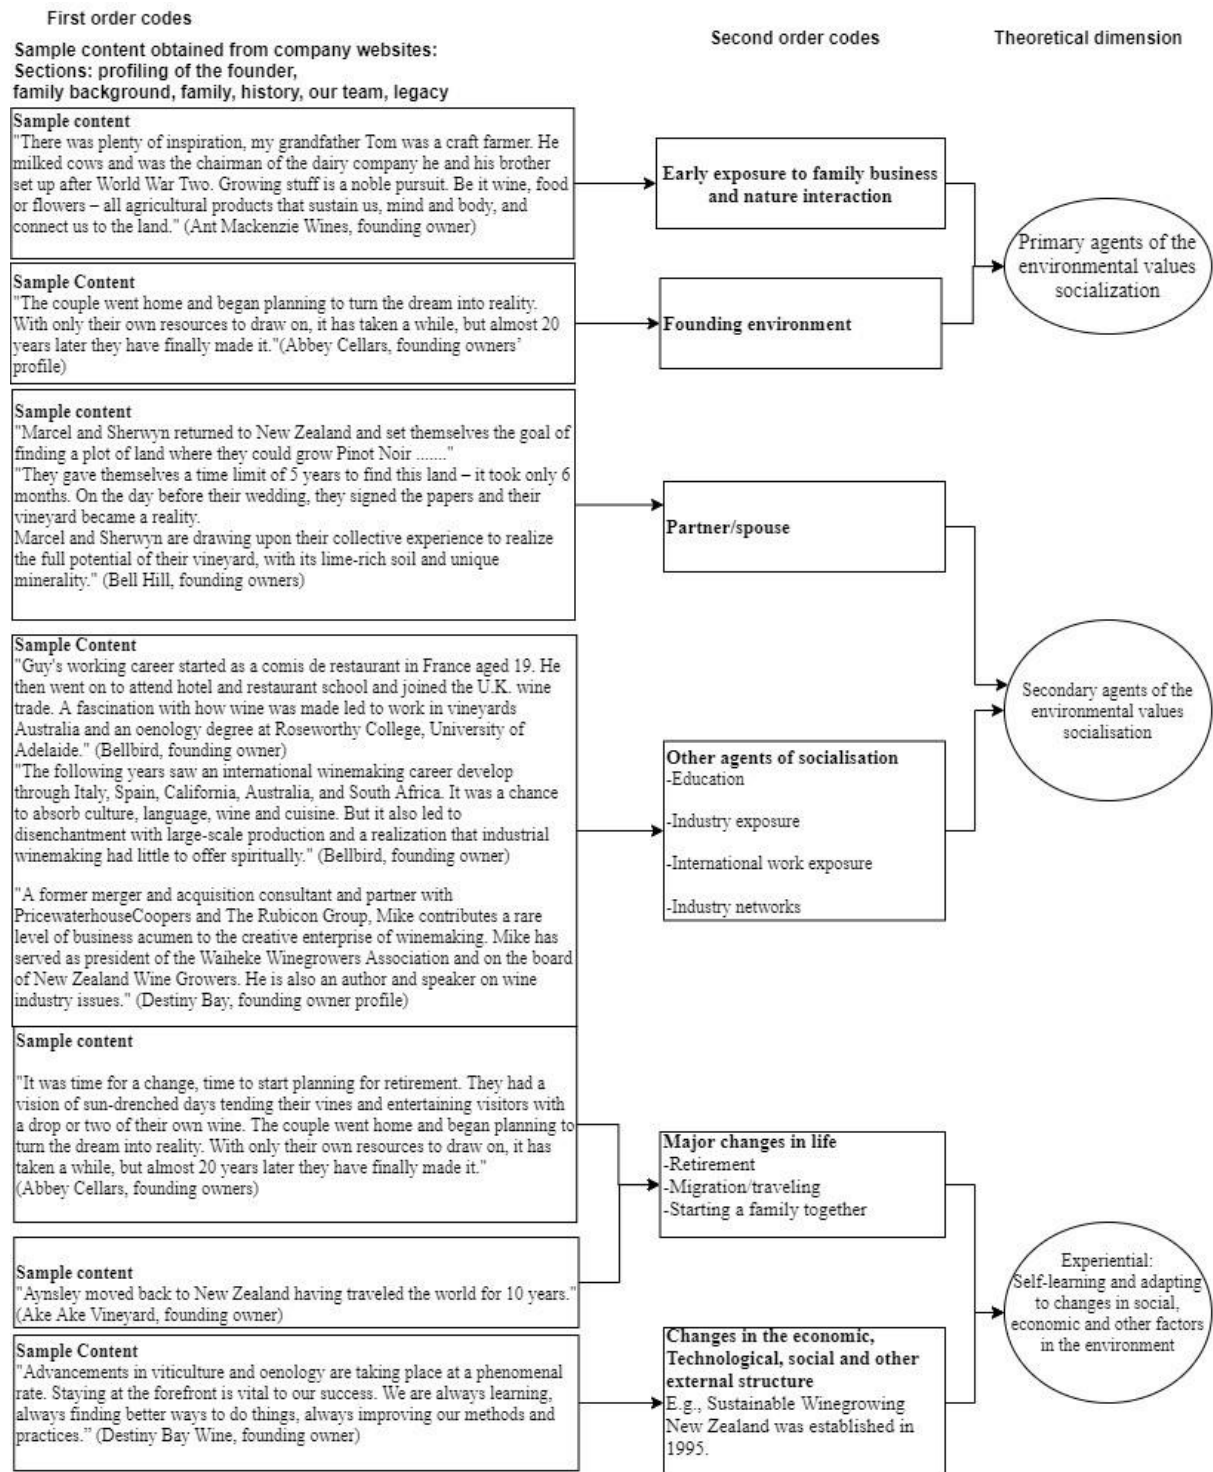 First order codes
Sample content obtained from company websites:
Sections: profiling of the founder,
family background, family, history, our team, legacy
Second order codes
Theoretical dimension
Sample content
"There was plenty of inspiration, my grandfather Tom was a craft farmer. He
milked cows and was the chairman of the dairy company he and his brother
set up after World War Two. Growing stuff is a noble pursuit. Be it wine, food
or flowers – all agricultural products that sustain us, mind and body, and
connect us to the land." (Ant Mackenzie Wines, founding owner)
Early exposure to family business
and nature interaction
Sample Content
"The couple went home and began planning to turn the dream into reality.
With only their own resources to draw on, it has taken a while, but almost 20
years later they have finally made it."(Abbey Cellars, founding owners’
profile)
Founding environment
Primary agents of the
environmental values
socialization
Sample content
"Marcel and Sherwyn returned to New Zealand and set themselves the goal of
finding a plot of land where they could grow Pinot Noir ......."
"They gave themselves a time limit of 5 years to find this land – it took only 6
months. On the day before their wedding, they signed the papers and their
vineyard became a reality.
Marcel and Sherwyn are drawing upon their collective experience to realize
the full potential of their vineyard, with its lime-rich soil and unique
minerality." (Bell Hill, founding owners)
Partner/spouse
Sample Content
"Guy's working career started as a comis de restaurant in France aged 19. He
then went on to attend hotel and restaurant school and joined the U.K. wine
trade. A fascination with how wine was made led to work in vineyards
Australia and an oenology degree at Roseworthy College, University of
Adelaide." (Bellbird, founding owner)
"The following years saw an international winemaking career develop
through Italy, Spain, California, Australia, and South Africa. It was a chance
to absorb culture, language, wine and cuisine. But it also led to
disenchantment with large-scale production and a realization that industrial
winemaking had little to offer spiritually." (Bellbird, founding owner)
"A former merger and acquisition consultant and partner with
PricewaterhouseCoopers and The Rubicon Group, Mike contributes a rare
level of business acumen to the creative enterprise of winemaking. Mike has
served as president of the Waiheke Winegrowers Association and on the board
of New Zealand Wine Growers. He is also an author and speaker on wine
industry issues." (Destiny Bay, founding owner profile)
Other agents of socialisation
-Education
-Industry exposure
-International work exposure
-Industry networks
Secondary agents of the
environmental values
socialisation
Sample content
"It was time for a change, time to start planning for retirement. They had a
vision of sun-drenched days tending their vines and entertaining visitors with
a drop or two of their own wine. The couple went home and began planning to
turn the dream into reality. With only their own resources to draw on, it has
taken a while, but almost 20 years later they have finally made it."
(Abbey Cellars, founding owners)
Major changes in life
-Retirement
-Migration/traveling
-Starting a family together
Sample content
"Aynsley moved back to New Zealand having traveled the world for 10 years."
(Ake Ake Vineyard, founding owner)
Sample Content
"Advancements in viticulture and oenology are taking place at a phenomenal
rate. Staying at the forefront is vital to our success. We are always learning,
always finding better ways to do things, always improving our methods and
practices.” (Destiny Bay Wine, founding owner)
Changes in the economic,
Technological, social and other
external structure
E.g., Sustainable Winegrowing
New Zealand was established in
1995.
Experiential:
Self-learning and adapting
to changes in social,
economic and other factors
in the environment